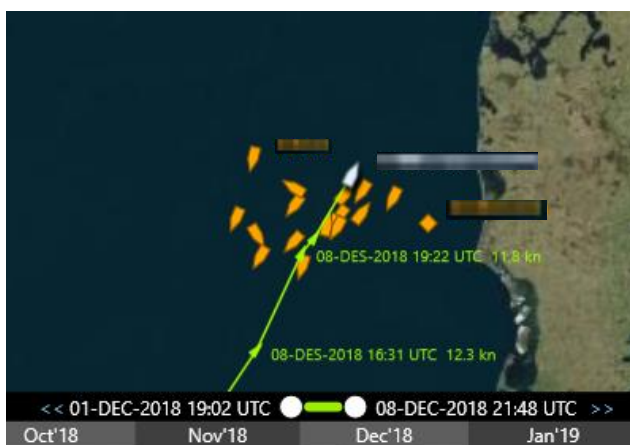 08-DES-2018 19:22 UTC 11.8 kn
08-DES-2018 16:31 UTC 12.3 kn
<< 01-DEC-2018 19:02 UTC 08-DEC-2018 21:48 UTC >>
Oct'18 Nov'18 Dec'18 Jan'19